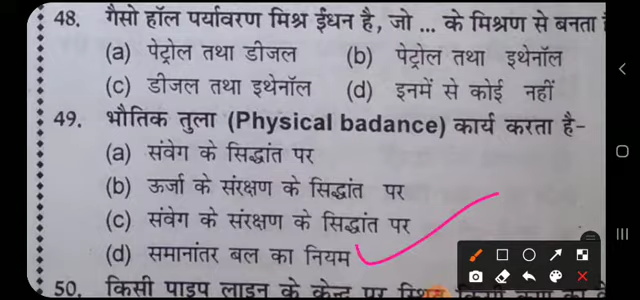 48. गैसो हॉल पर्यावरण मिश्र ईंधन है, जो ... के मिश्रण से बनता
(a) पेट्रोल तथा डीजल (b) पेट्रोल तथा इथेनॉल
(c) डीजल तथा इथेनॉल (d) इनमें से कोई नहीं
49. भौतिक तुला (Physical badance) कार्य करता है-
(a) संवेग के सिद्धांत पर
(b) ऊर्जा के संरक्षण के सिद्धांत पर
(c) संवेग के संरक्षण के सिद्धांत पर
(d) समानांतर बल का नियम
50. किसी पाइप लाइन के केन्द्र पर